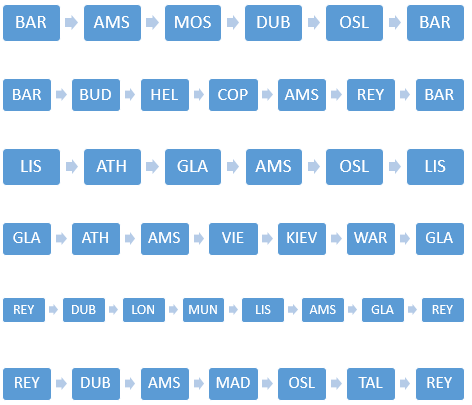 BAR AMS MOS DUB OSL BAR
BAR BUD HEL COP AMS REY BAR
LIS ATH GLA AMS OSL LIS
GLA ATH AMS VIE KIEV WAR GLA
REY DUB LON MUN LIS AMS GLA REY
REY DUB AMS MAD OSL TAL REY